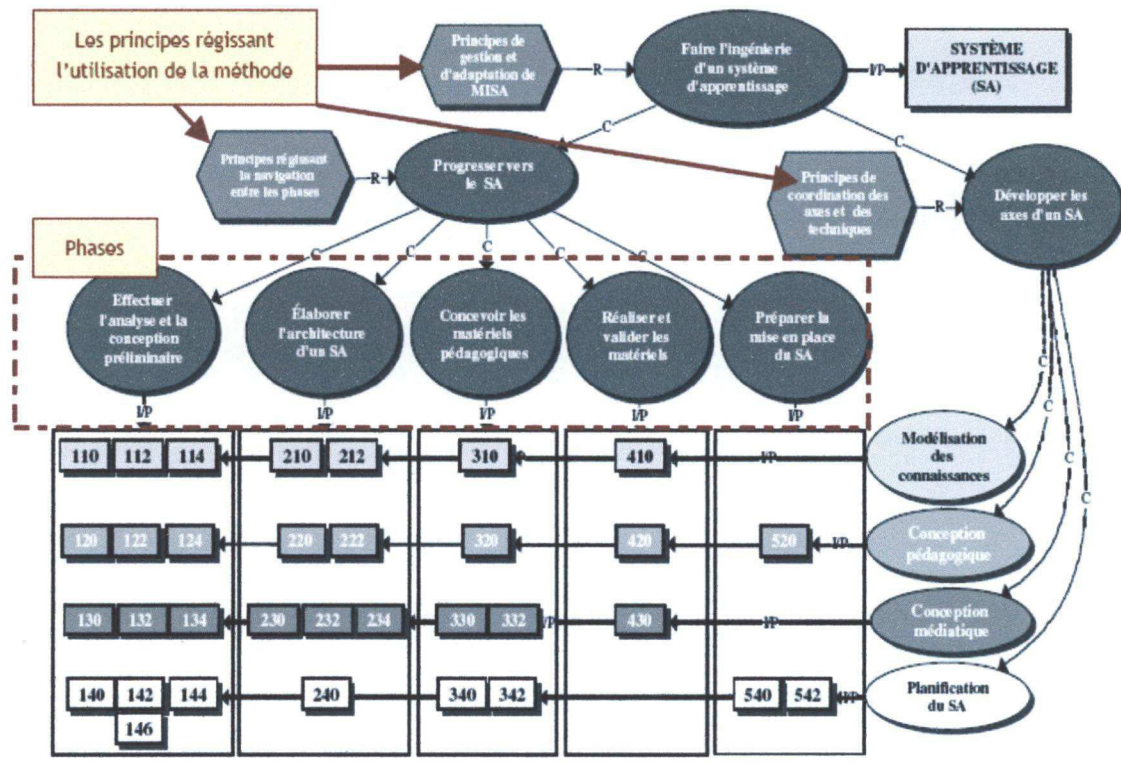 Les principes régissant
l'utilisation de la méthode
Principes de
gestion et
d'adaptation de
MISA
R
Faire l'ingénierie
d'un système
d'apprentissage
I/P
SYSTÈME
D'APPRENTISSAGE
(SA)
C
C
Principes régissant
la navigation
entre les phases
R
Progresser vers
le SA
Principes de
coordination des
axes et des
techniques
R
Développer les
axes d'un SA
Phases
C
C
C
C
C
Effectuer
l'analyse et la
conception
préliminaire
Élaborer
l'architecture
d'un SA
Concevoir les
matériels
pédagogiques
Réaliser et
valider les
matériels
Préparer la
mise en place
du SA
I/P
I/P
I/P
I/P
I/P
C
C
C
C
110 112 114
210 212
310
I/P
410
I/P
Modélisation
des
connaissances
120 122 124
220 222
320
420
520
I/P
Conception
pédagogique
130 132 134
230 232 234
330 332
I/P
430
I/P
Conception
médiatique
140 142 144
146
240
340 342
540 542
I/P
Planification
du SA